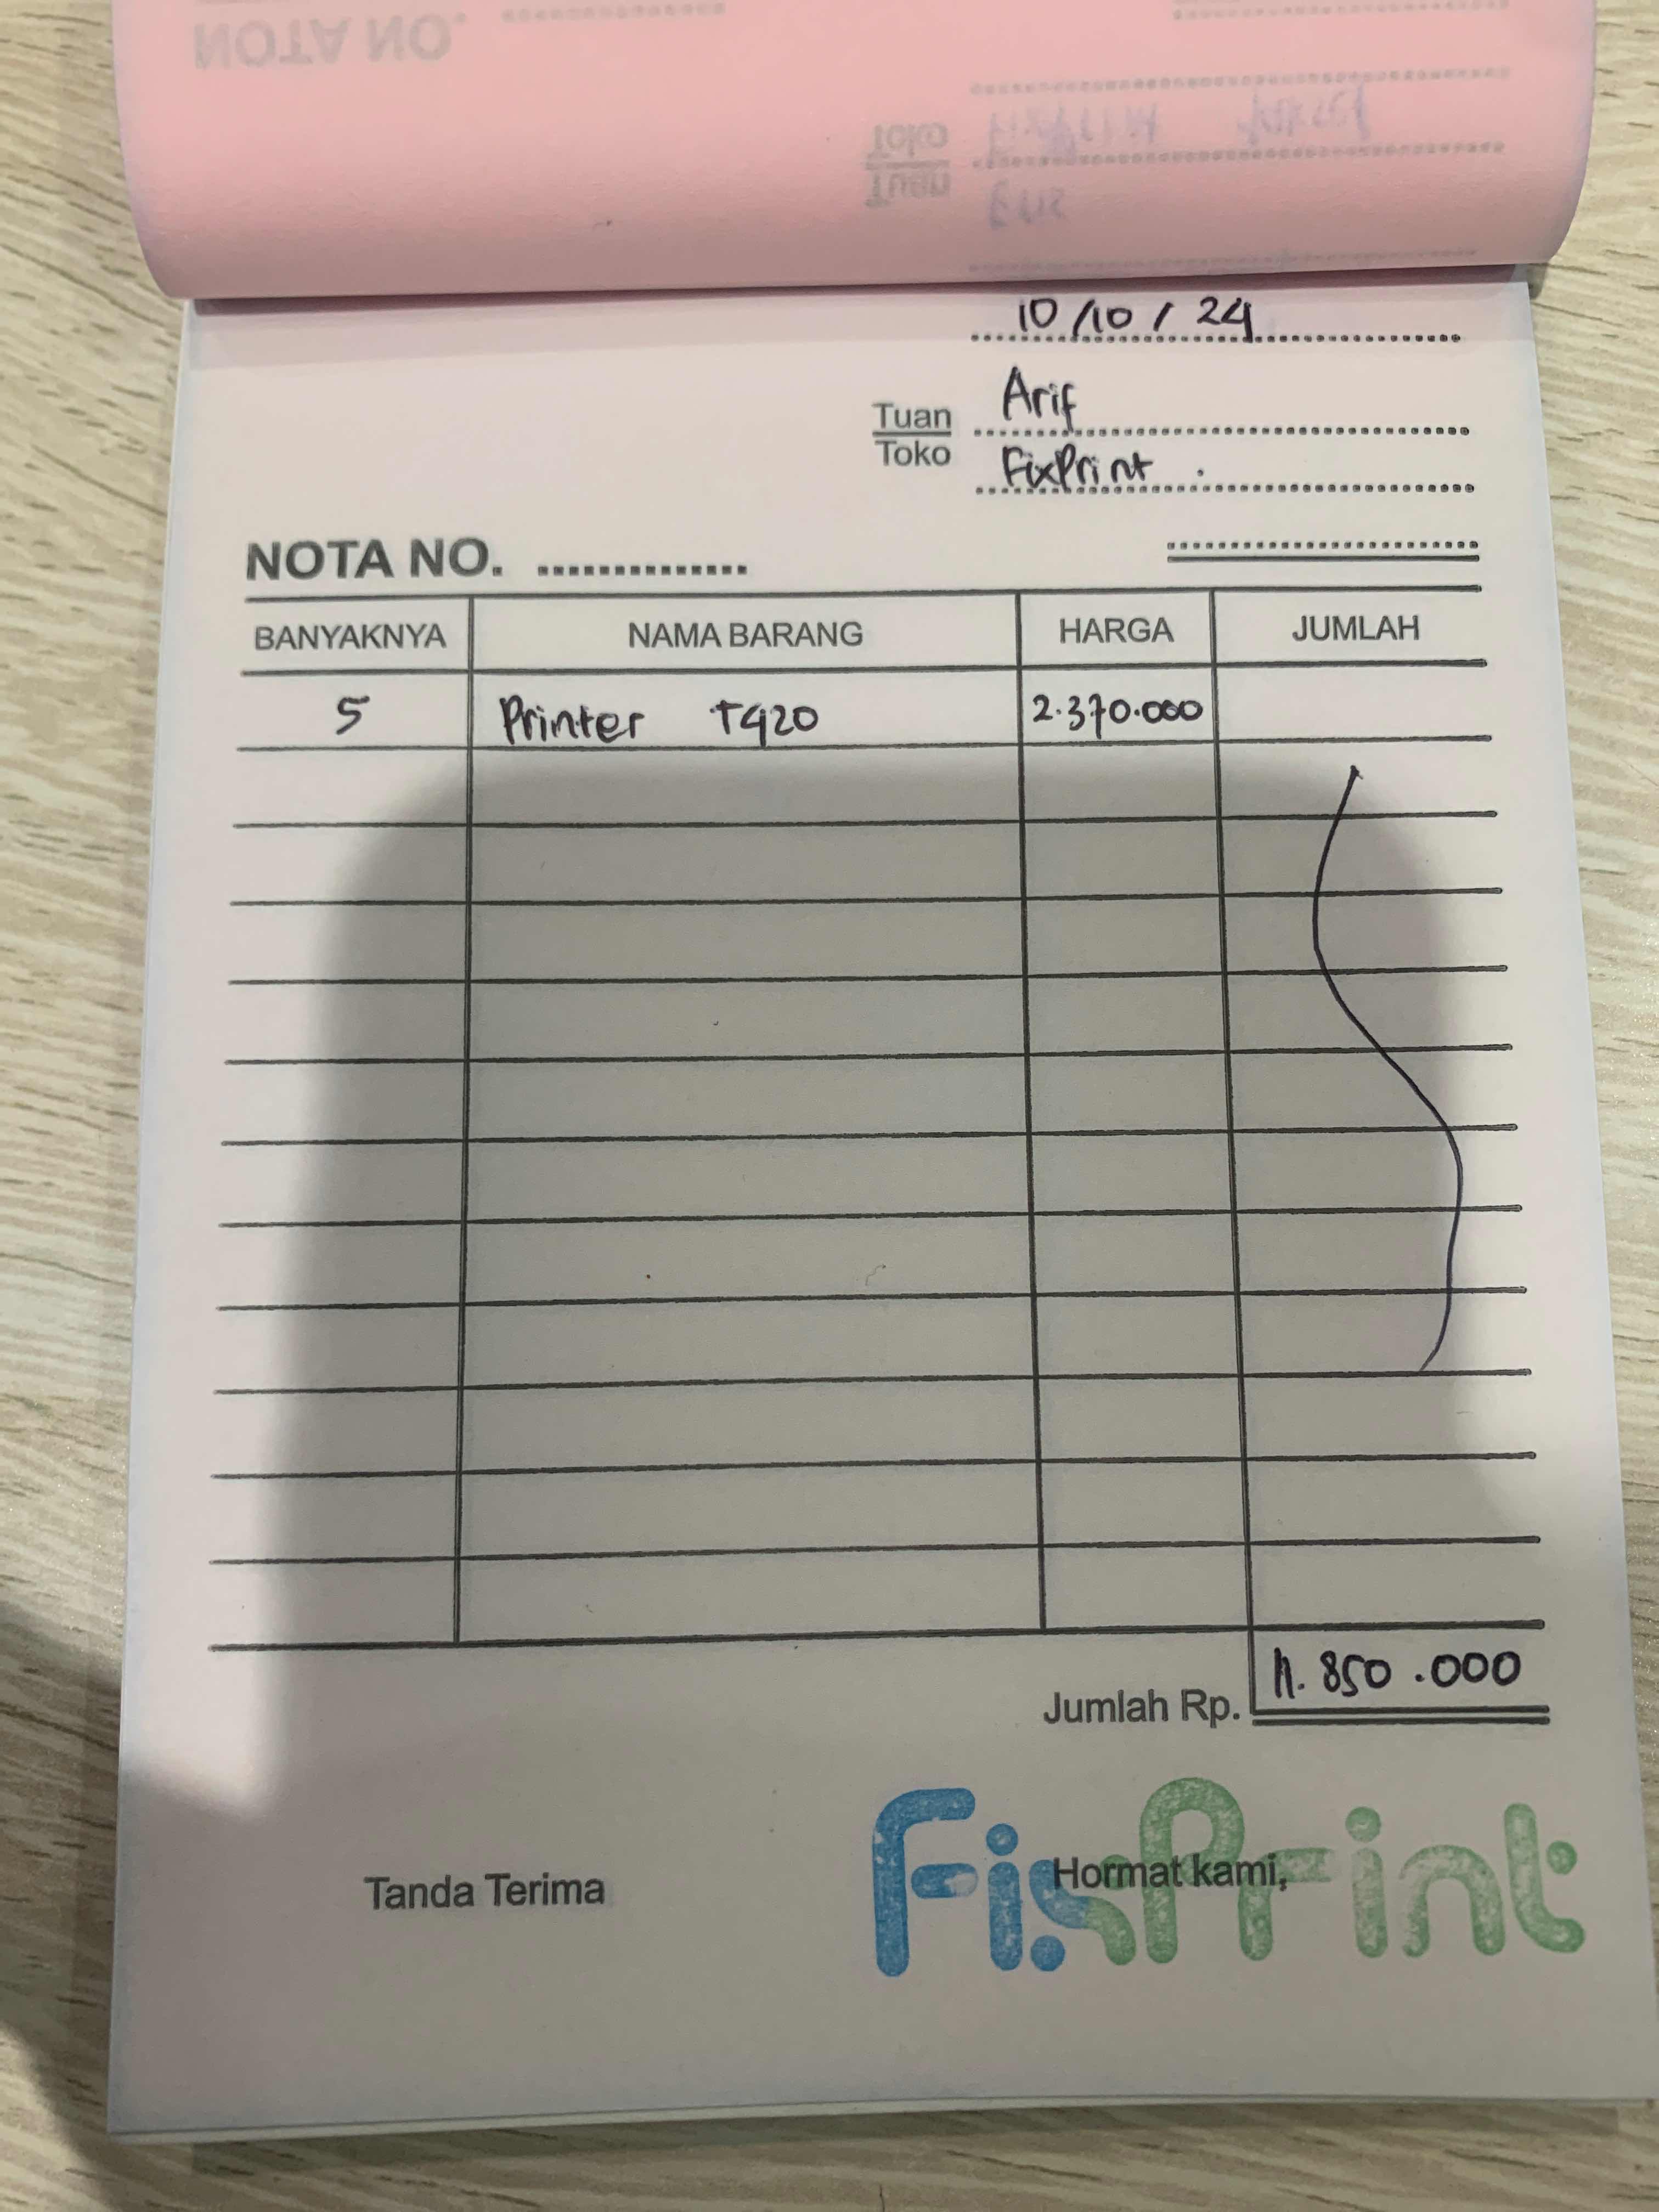 NOTA NO.
10/10/24
Tuan Arif
Toko FixPrint
NOTA NO.
BANYAKNYA NAMA BARANG HARGA JUMLAH
5 Printer T420 2.370.000
Jumlah Rp. 11.850.000
Tanda Terima Hormat kami,
FixPrint